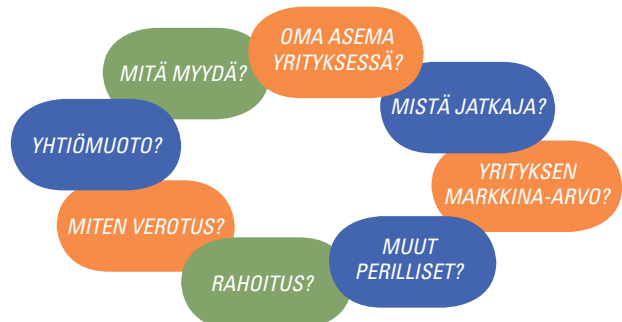 OMA ASEMA
YRITYKSESSÄ?
MITÄ MYYDÄ?
MISTÄ JATKAJA?
YHTIÖMUOTO?
YRITYKSEN
MARKKINA-ARVO?
MITEN VEROTUS?
MUUT
PERILLISET?
RAHOITUS?